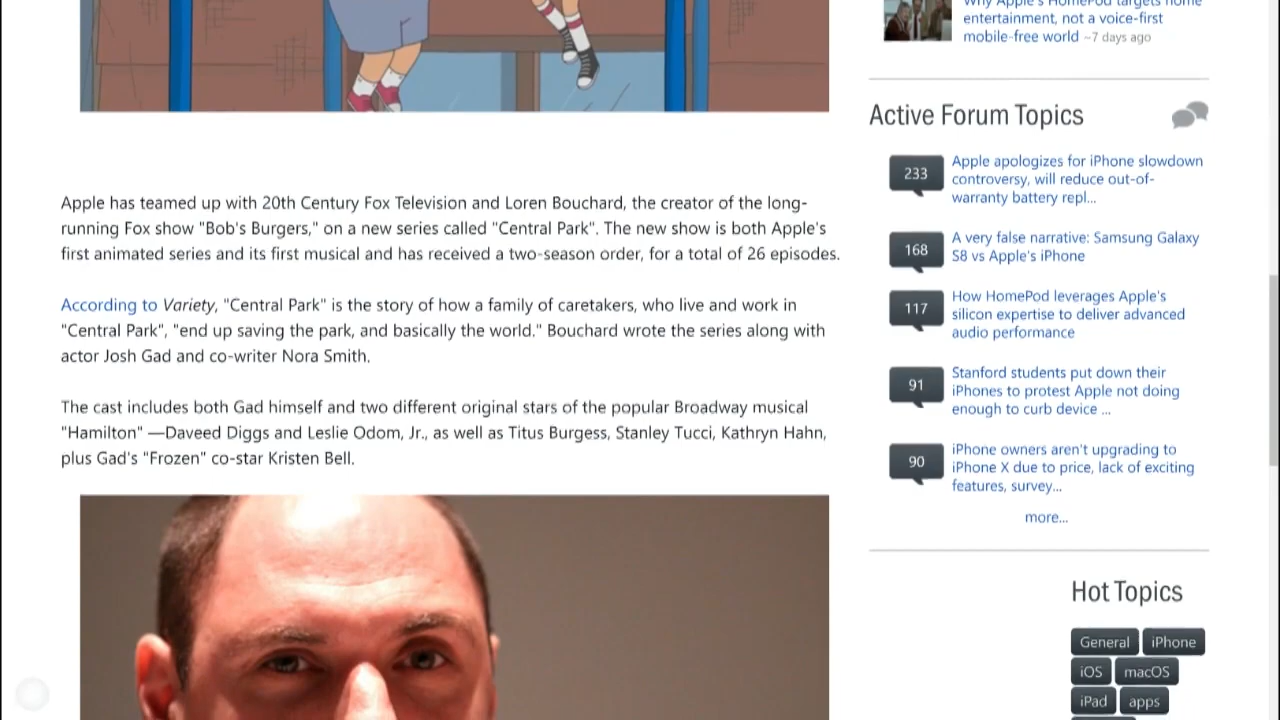 Why Apple's HomePod targets home
entertainment, not a voice-first
mobile-free world ~7 days ago
Active Forum Topics
233
Apple apologizes for iPhone slowdown
controversy, will reduce out-of-
warranty battery repl...
168
A very false narrative: Samsung Galaxy
S8 vs Apple's iPhone
117
How HomePod leverages Apple's
silicon expertise to deliver advanced
audio performance
91
Stanford students put down their
iPhones to protest Apple not doing
enough to curb device ...
90
iPhone owners aren't upgrading to
iPhone X due to price, lack of exciting
features, survey...
more...
Hot Topics
General iPhone
iOS macOS
iPad apps
Apple has teamed up with 20th Century Fox Television and Loren Bouchard, the creator of the long-
running Fox show "Bob's Burgers," on a new series called "Central Park". The new show is both Apple's
first animated series and its first musical and has received a two-season order, for a total of 26 episodes.
According to Variety, "Central Park" is the story of how a family of caretakers, who live and work in
"Central Park", "end up saving the park, and basically the world." Bouchard wrote the series along with
actor Josh Gad and co-writer Nora Smith.
The cast includes both Gad himself and two different original stars of the popular Broadway musical
"Hamilton" —Daveed Diggs and Leslie Odom, Jr., as well as Titus Burgess, Stanley Tucci, Kathryn Hahn,
plus Gad's "Frozen" co-star Kristen Bell.